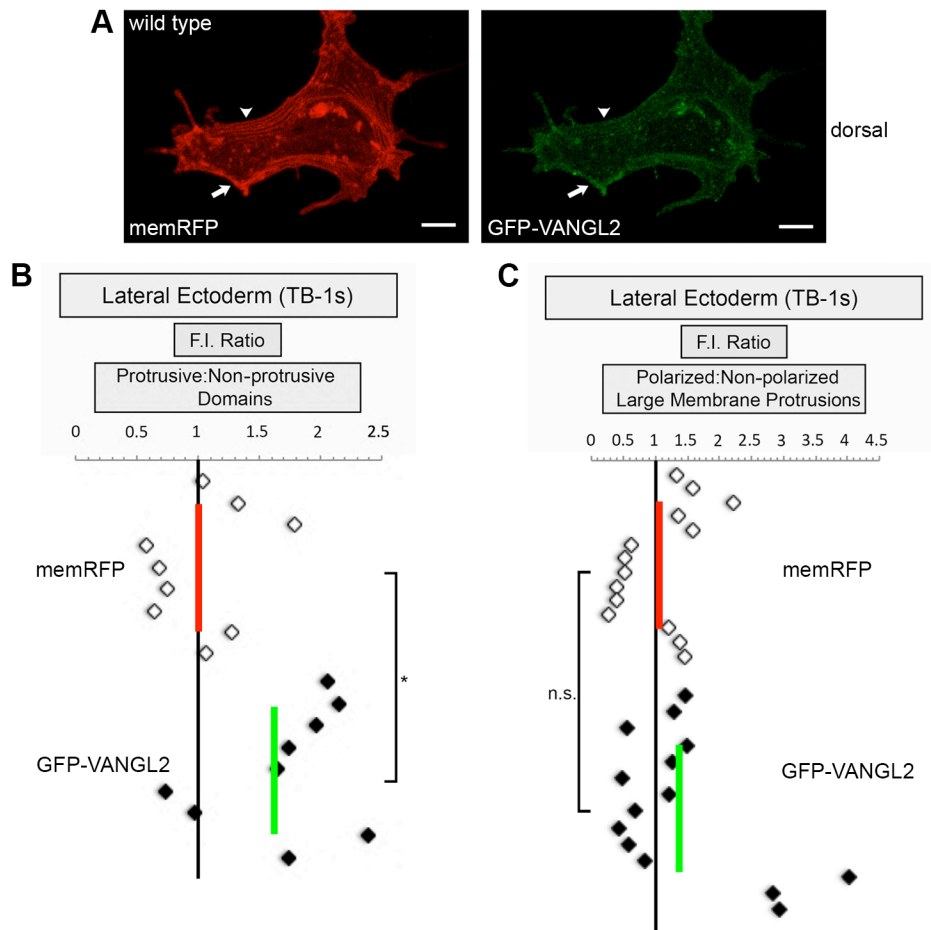 A
wild type
memRFP
GFP-VANGL2
dorsal
B
Lateral Ectoderm (TB-1s)
F.I. Ratio
Protrusive:Non-protrusive
Domains
0 1 1.5 2 2.5
memRFP
*
GFP-VANGL2
C
Lateral Ectoderm (TB-1s)
F.I. Ratio
Polarized:Non-polarized
Large Membrane Protrusions
0 0.5 1 1.5 2 2.5 3 3.5 4 4.5
memRFP
n.s.
GFP-VANGL2